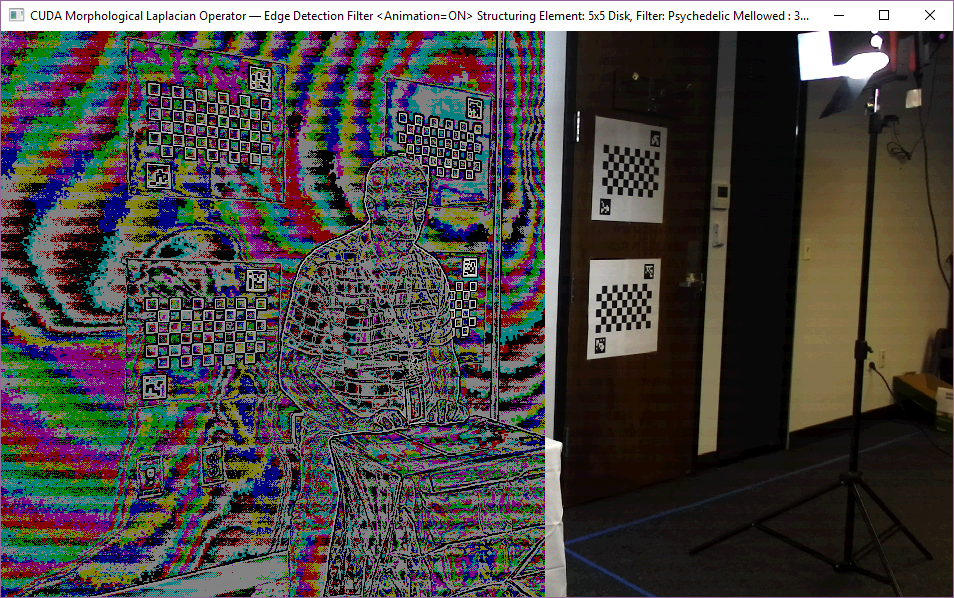 CUDA Morphological Laplacian Operator — Edge Detection Filter <Animation=ON> Structuring Element: 5x5 Disk, Filter: Psychedelic Mellowed : 3...